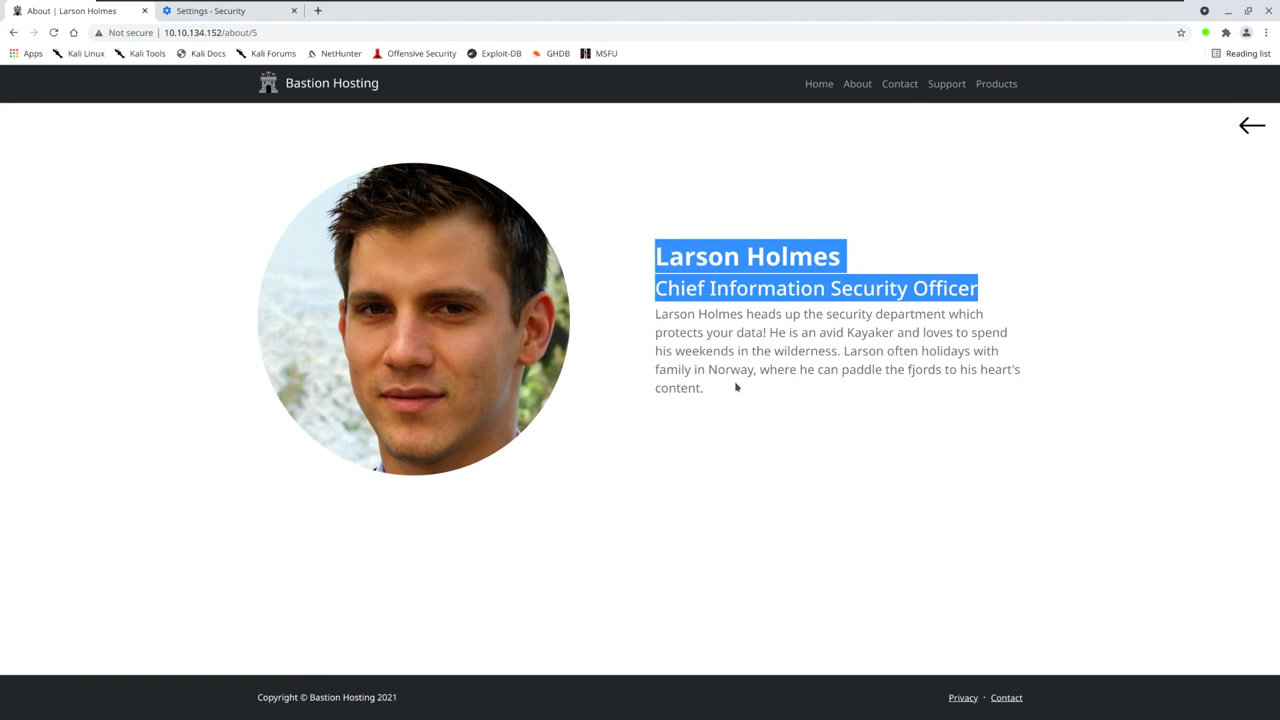 About | Larson Holmes
Settings - Security
Not secure
10.10.134.152/about/5
Apps
Kali Linux
Kali Tools
Kali Docs
Kali Forums
NetHunter
Offensive Security
Exploit-DB
GHDB
MSFU
Reading list
Bastion Hosting
Home
About
Contact
Support
Products
Larson Holmes
Chief Information Security Officer
Larson Holmes heads up the security department which
protects your data! He is an avid Kayaker and loves to spend
his weekends in the wilderness. Larson often holidays with
family in Norway, where he can paddle the fjords to his heart's
content.
Copyright © Bastion Hosting 2021
Privacy · Contact